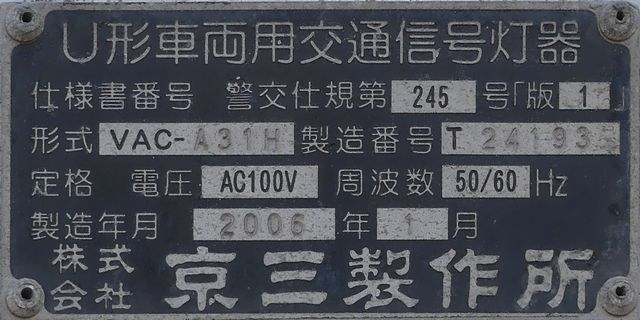 U形車両用交通信号灯器
仕様書番号 警交仕規第 245 号「版 1」
形式 VAC-A31H 製造番号 T 241935
定格 電圧 AC100V 周波数 50/60 Hz
製造年月 2006 年 1 月
株式会社 京三製作所